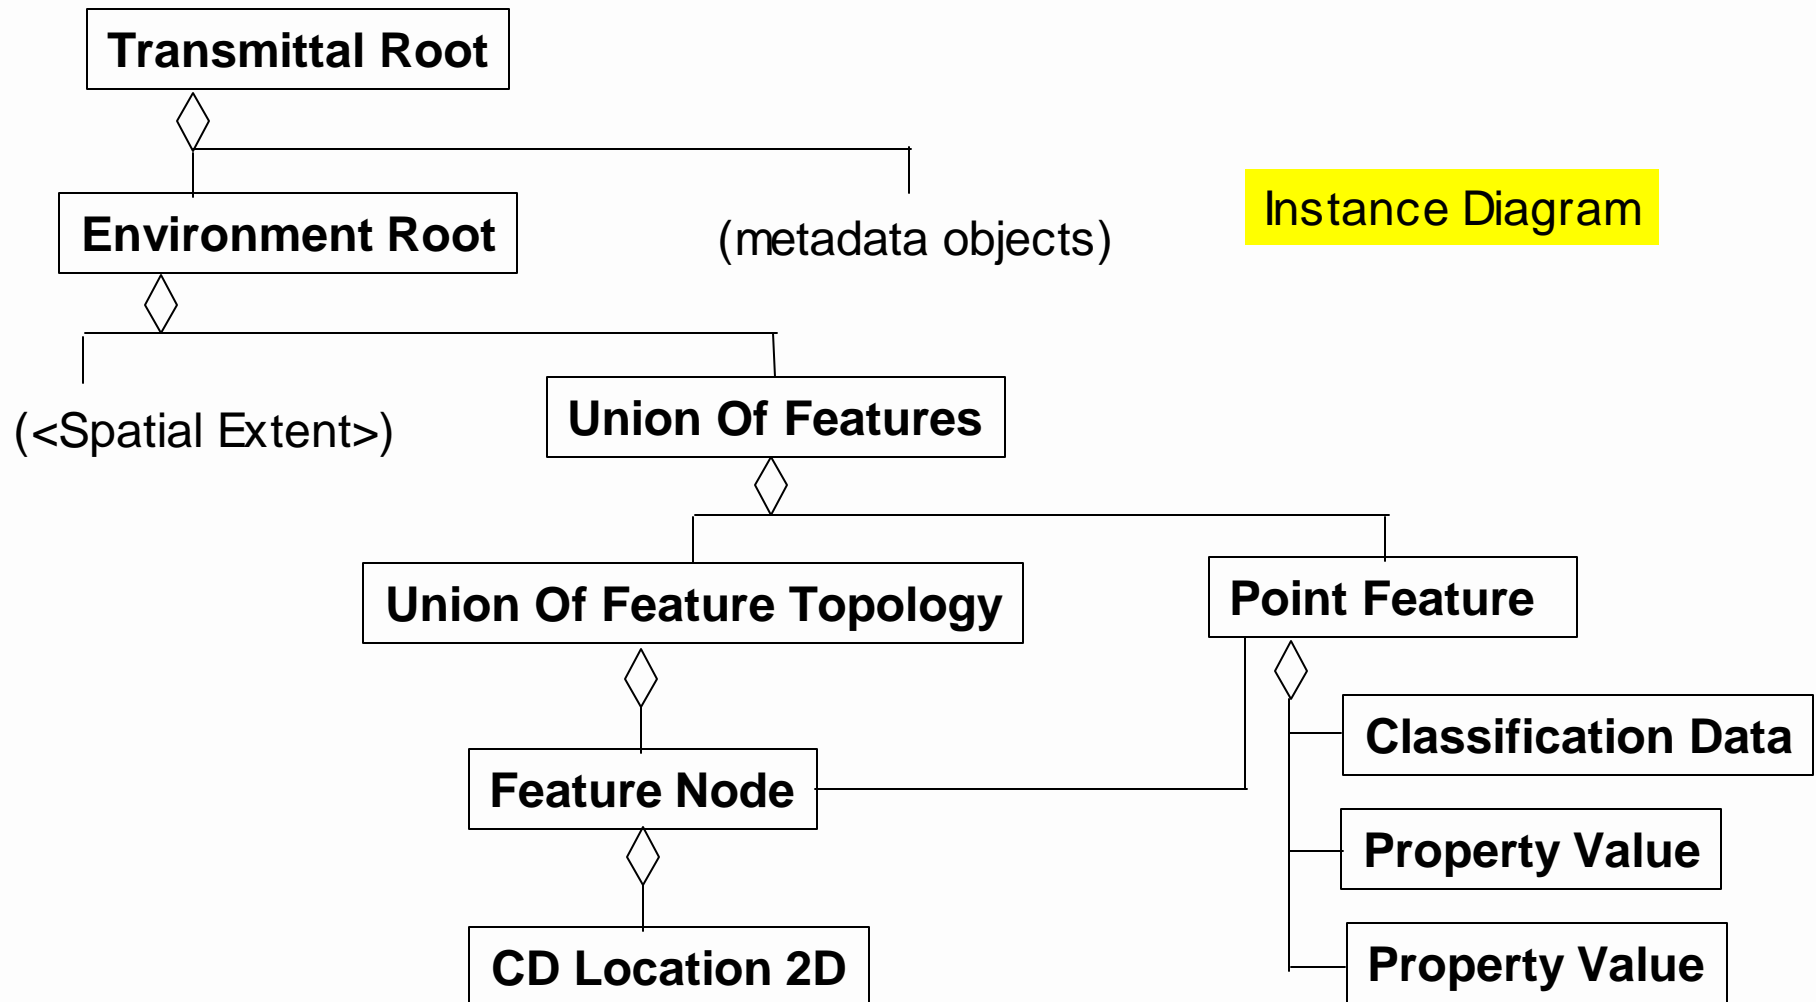 Transmittal Root
Environment Root
(metadata objects)
Instance Diagram
(<Spatial Extent>)
Union Of Features
Union Of Feature Topology
Point Feature
Classification Data
Feature Node
Property Value
CD Location 2D
Property Value